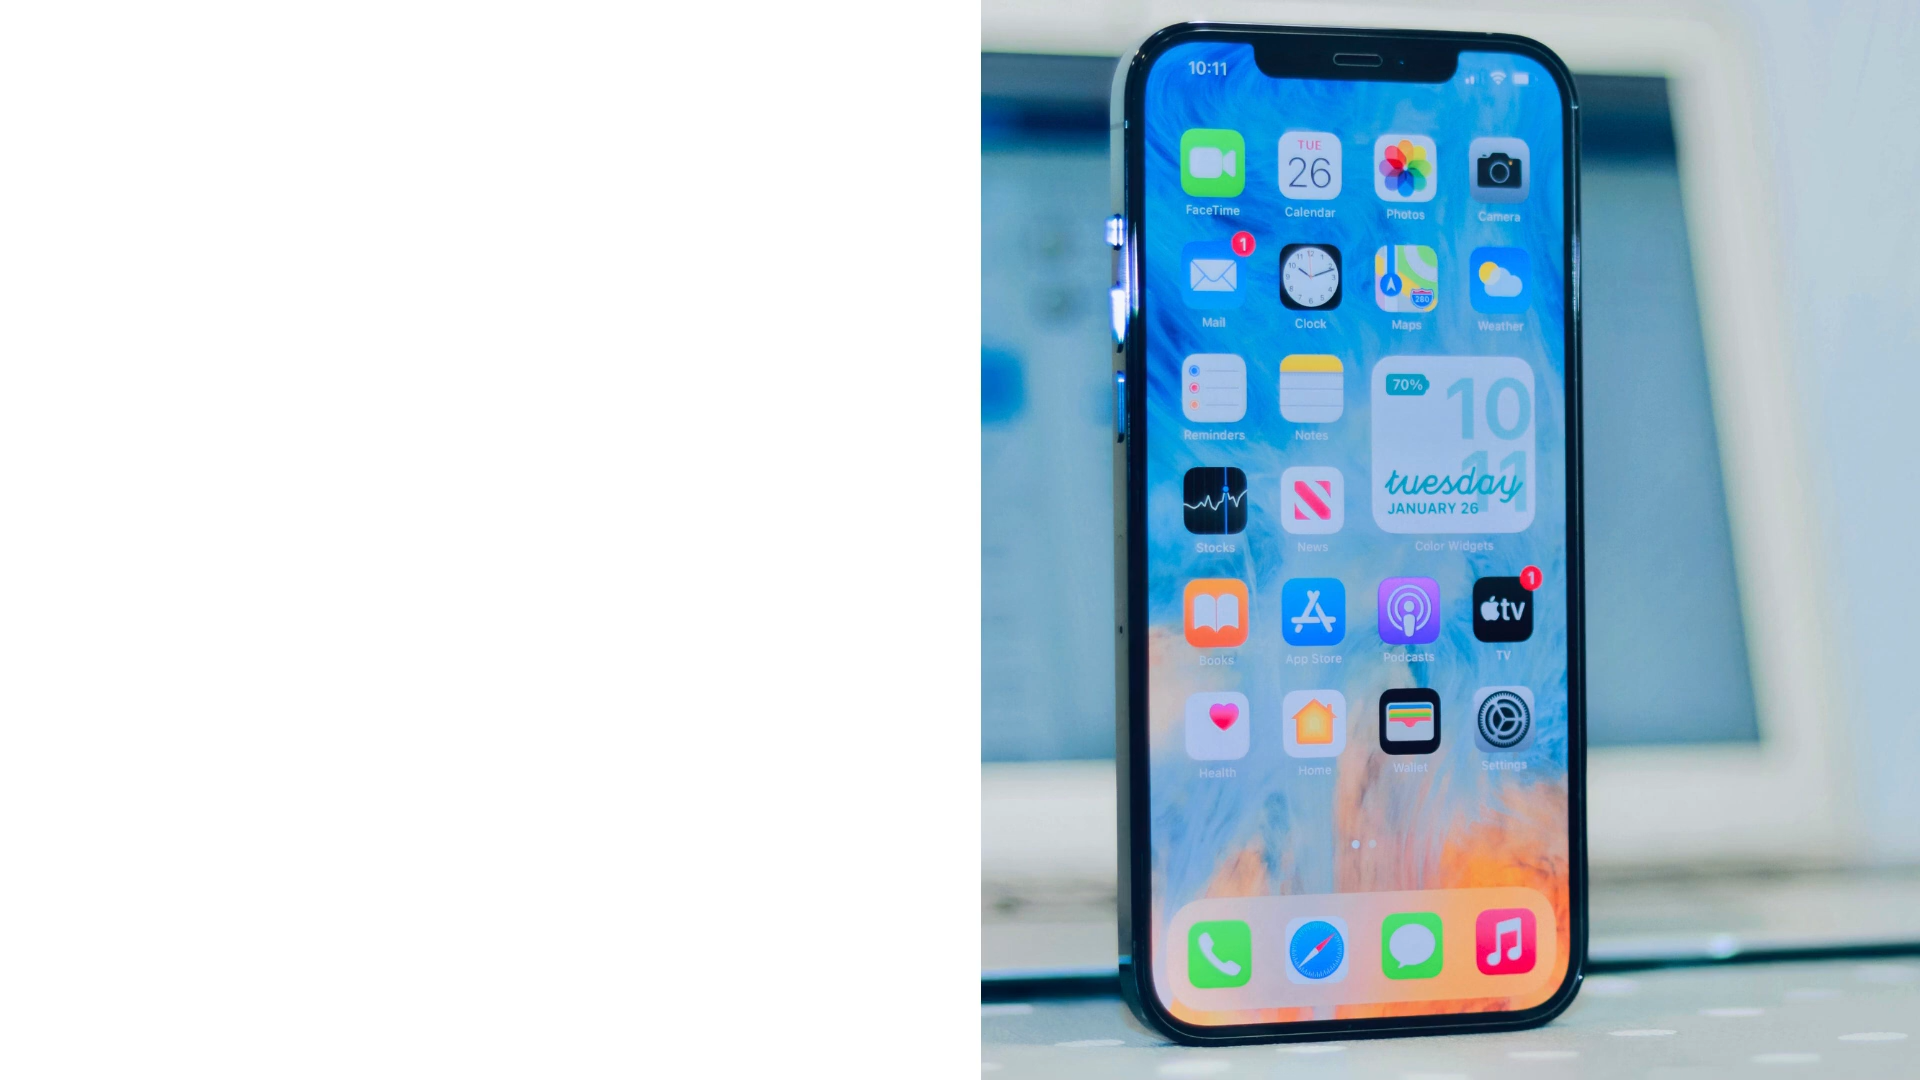 10:11
TUE
26
FaceTime
Calendar
Photos
Camera
1
Mail
Clock
280
Maps
Weather
Reminders
Notes
70%
10
11
tuesday
JANUARY 26
Color Widgets
Stocks
News
1
tv
Books
App Store
Podcasts
TV
Health
Home
Wallet
Settings